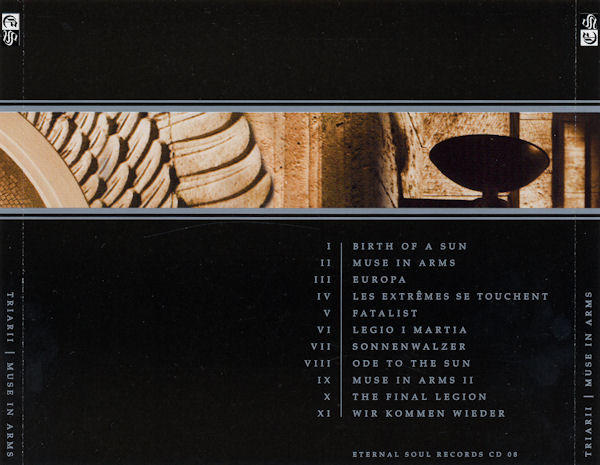 I BIRTH OF A SUN
II MUSE IN ARMS
III EUROPA
IV LES EXTRÊMES SE TOUCHENT
V FATALIST
VI LEGIO I MARTIA
VII SONNENWALZER
VIII ODE TO THE SUN
IX MUSE IN ARMS II
X THE FINAL LEGION
XI WIR KOMMEN WIEDER
ETERNAL SOUL RECORDS CD 08
TRIARII | MUSE IN ARMS
TRIARII | MUSE IN ARMS